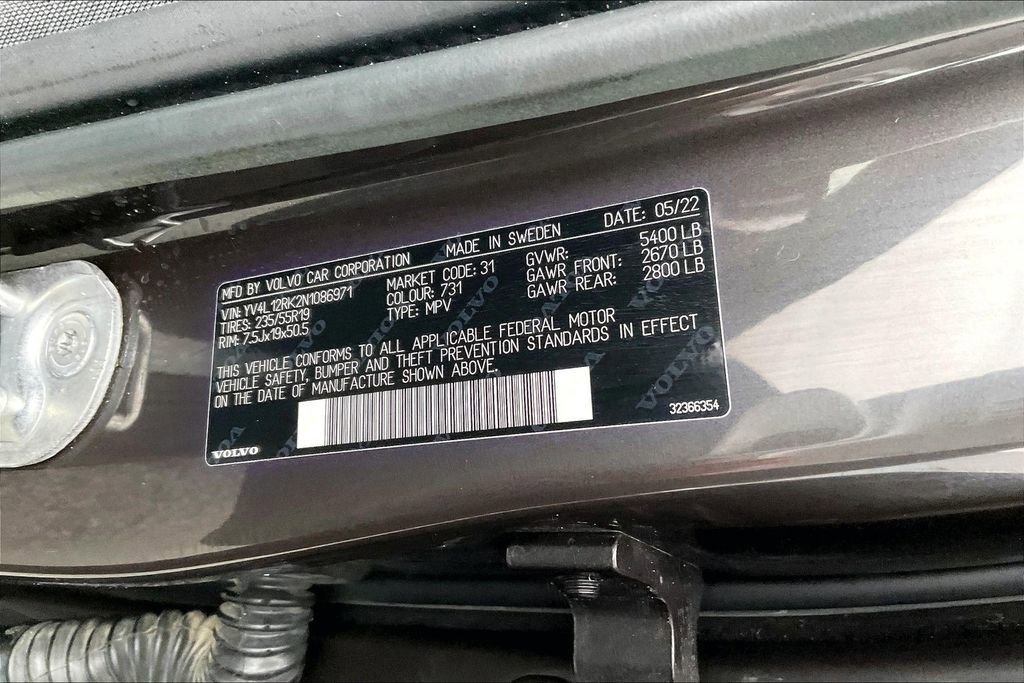 MFD BY VOLVO CAR CORPORATION MADE IN SWEDEN DATE: 05/22
VIN: YV4L12RK2N1086971 MARKET CODE: 31 GVWR: 5400 LB
TIRES: 235/55R19 COLOUR: 731 GAWR FRONT: 2670 LB
RIM: 7.5Jx19x50.5 TYPE: MPV GAWR REAR: 2800 LB
THIS VEHICLE CONFORMS TO ALL APPLICABLE FEDERAL MOTOR
VEHICLE SAFETY, BUMPER AND THEFT PREVENTION STANDARDS IN EFFECT
ON THE DATE OF MANUFACTURE SHOWN ABOVE.
32366354
VOLVO